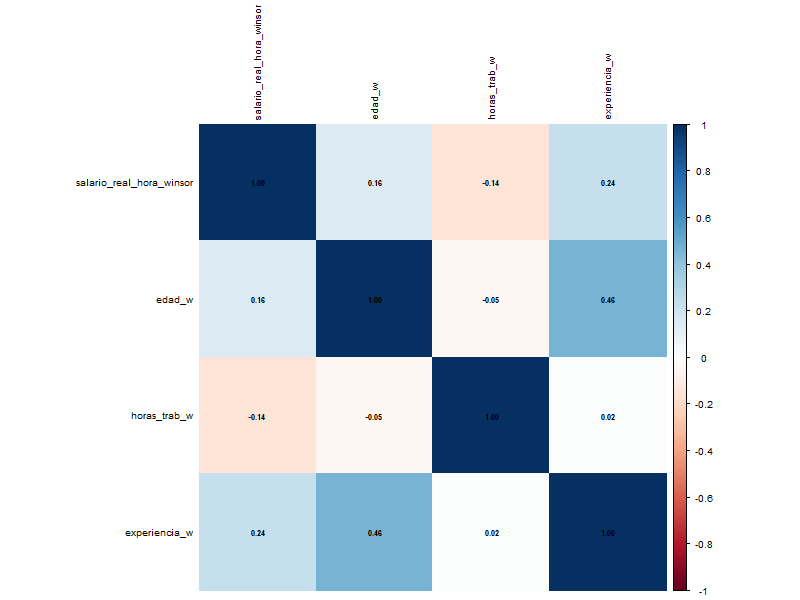 salario_real_hora_winsor
edad_w
horas_trab_w
experiencia_w
salario_real_hora_winsor 1.00 0.16 -0.14 0.24
edad_w 0.16 1.00 -0.05 0.46
horas_trab_w -0.14 -0.05 1.00 0.02
experiencia_w 0.24 0.46 0.02 1.00
1
0.8
0.6
0.4
0.2
0
-0.2
-0.4
-0.6
-0.8
-1